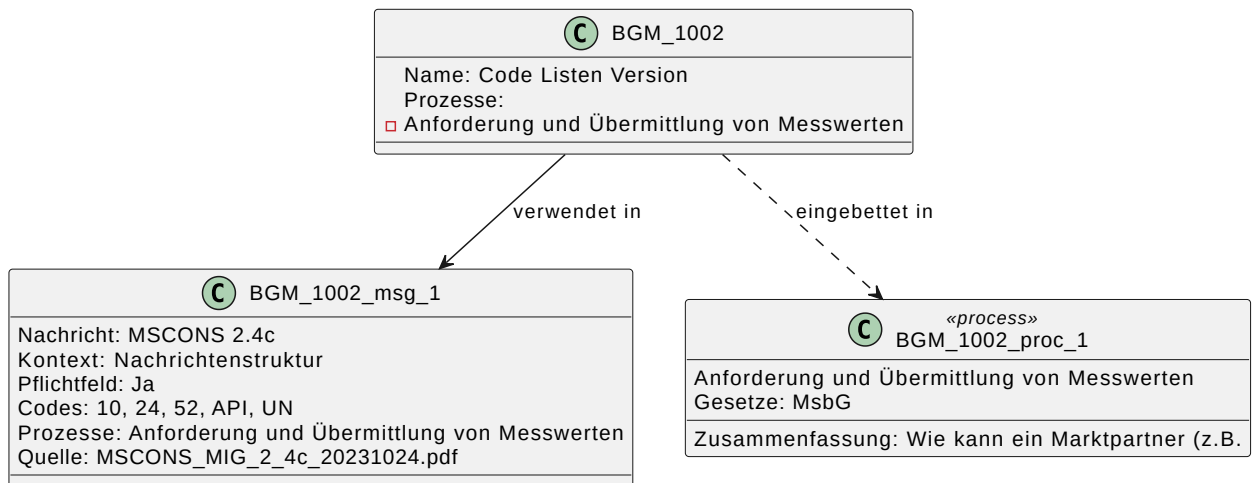 C BGM_1002
Name: Code Listen Version
Prozesse:
Anforderung und Übermittlung von Messwerten
verwendet in
eingebettet in
C BGM_1002_msg_1
Nachricht: MSCONS 2.4c
Kontext: Nachrichtenstruktur
Pflichtfeld: Ja
Codes: 10, 24, 52, API, UN
Prozesse: Anforderung und Übermittlung von Messwerten
Quelle: MSCONS_MIG_2_4c_20231024.pdf
C «process»
BGM_1002_proc_1
Anforderung und Übermittlung von Messwerten
Gesetze: MsbG
Zusammenfassung: Wie kann ein Marktpartner (z.B.